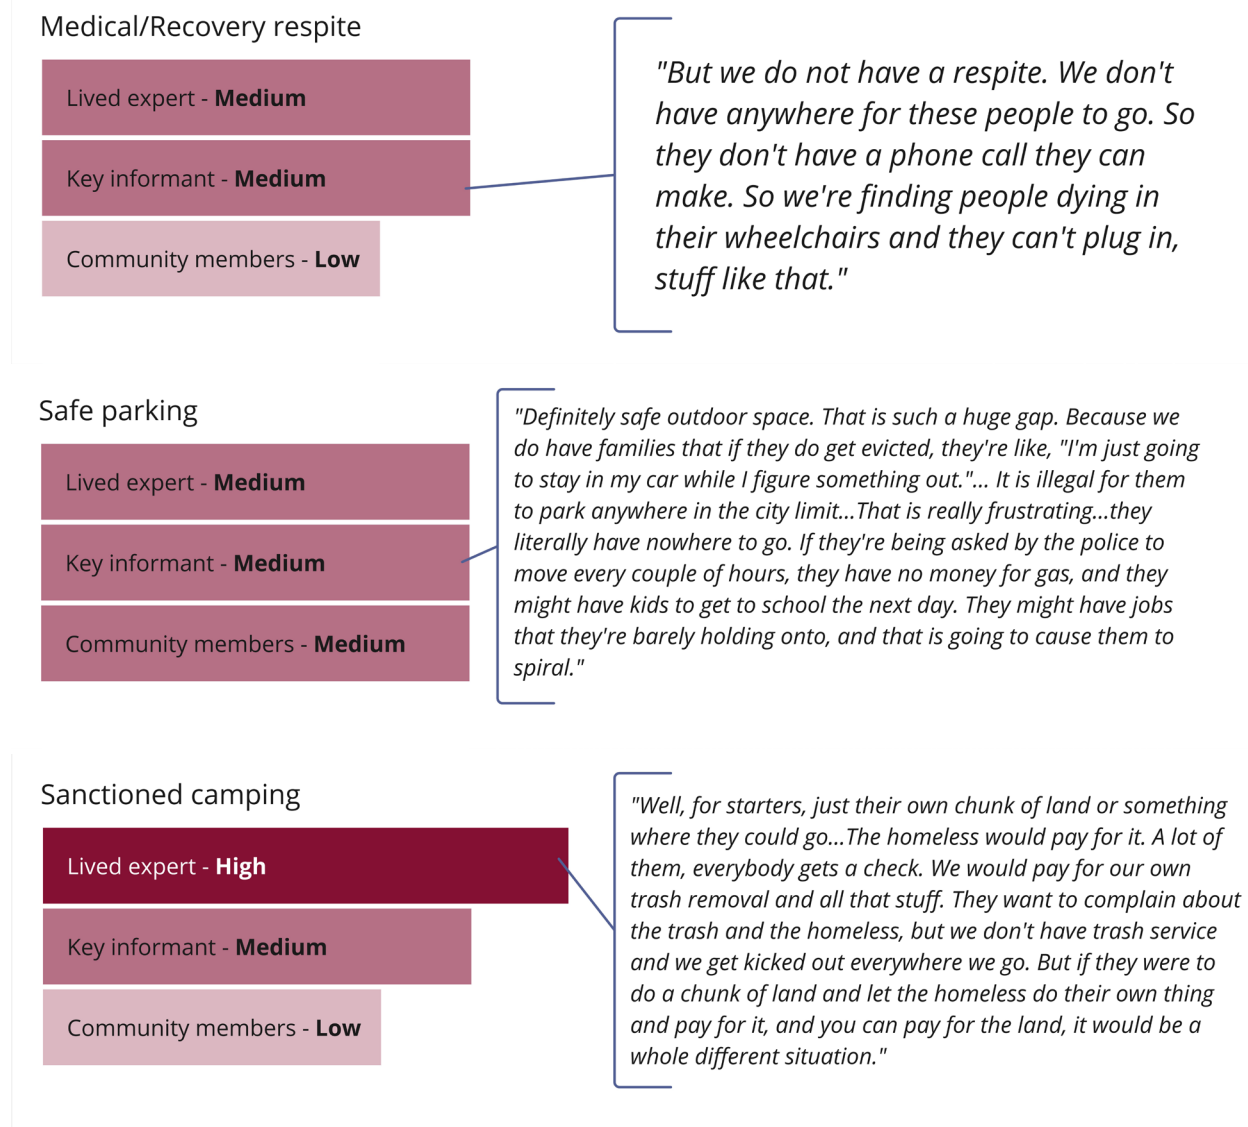 Medical/Recovery respite
Lived expert - Medium
Key informant - Medium
Community members - Low
"But we do not have a respite. We don't
have anywhere for these people to go. So
they don't have a phone call they can
make. So we're finding people dying in
their wheelchairs and they can't plug in,
stuff like that."
Safe parking
Lived expert - Medium
Key informant - Medium
Community members - Medium
"Definitely safe outdoor space. That is such a huge gap. Because we
do have families that if they do get evicted, they're like, "I'm just going
to stay in my car while I figure something out."... It is illegal for them
to park anywhere in the city limit...That is really frustrating...they
literally have nowhere to go. If they're being asked by the police to
move every couple of hours, they have no money for gas, and they
might have kids to get to school the next day. They might have jobs
that they're barely holding onto, and that is going to cause them to
spiral."
Sanctioned camping
Lived expert - High
Key informant - Medium
Community members - Low
"Well, for starters, just their own chunk of land or something
where they could go...The homeless would pay for it. A lot of
them, everybody gets a check. We would pay for our own
trash removal and all that stuff. They want to complain about
the trash and the homeless, but we don't have trash service
and we get kicked out everywhere we go. But if they were to
do a chunk of land and let the homeless do their own thing
and pay for it, and you can pay for the land, it would be a
whole different situation."